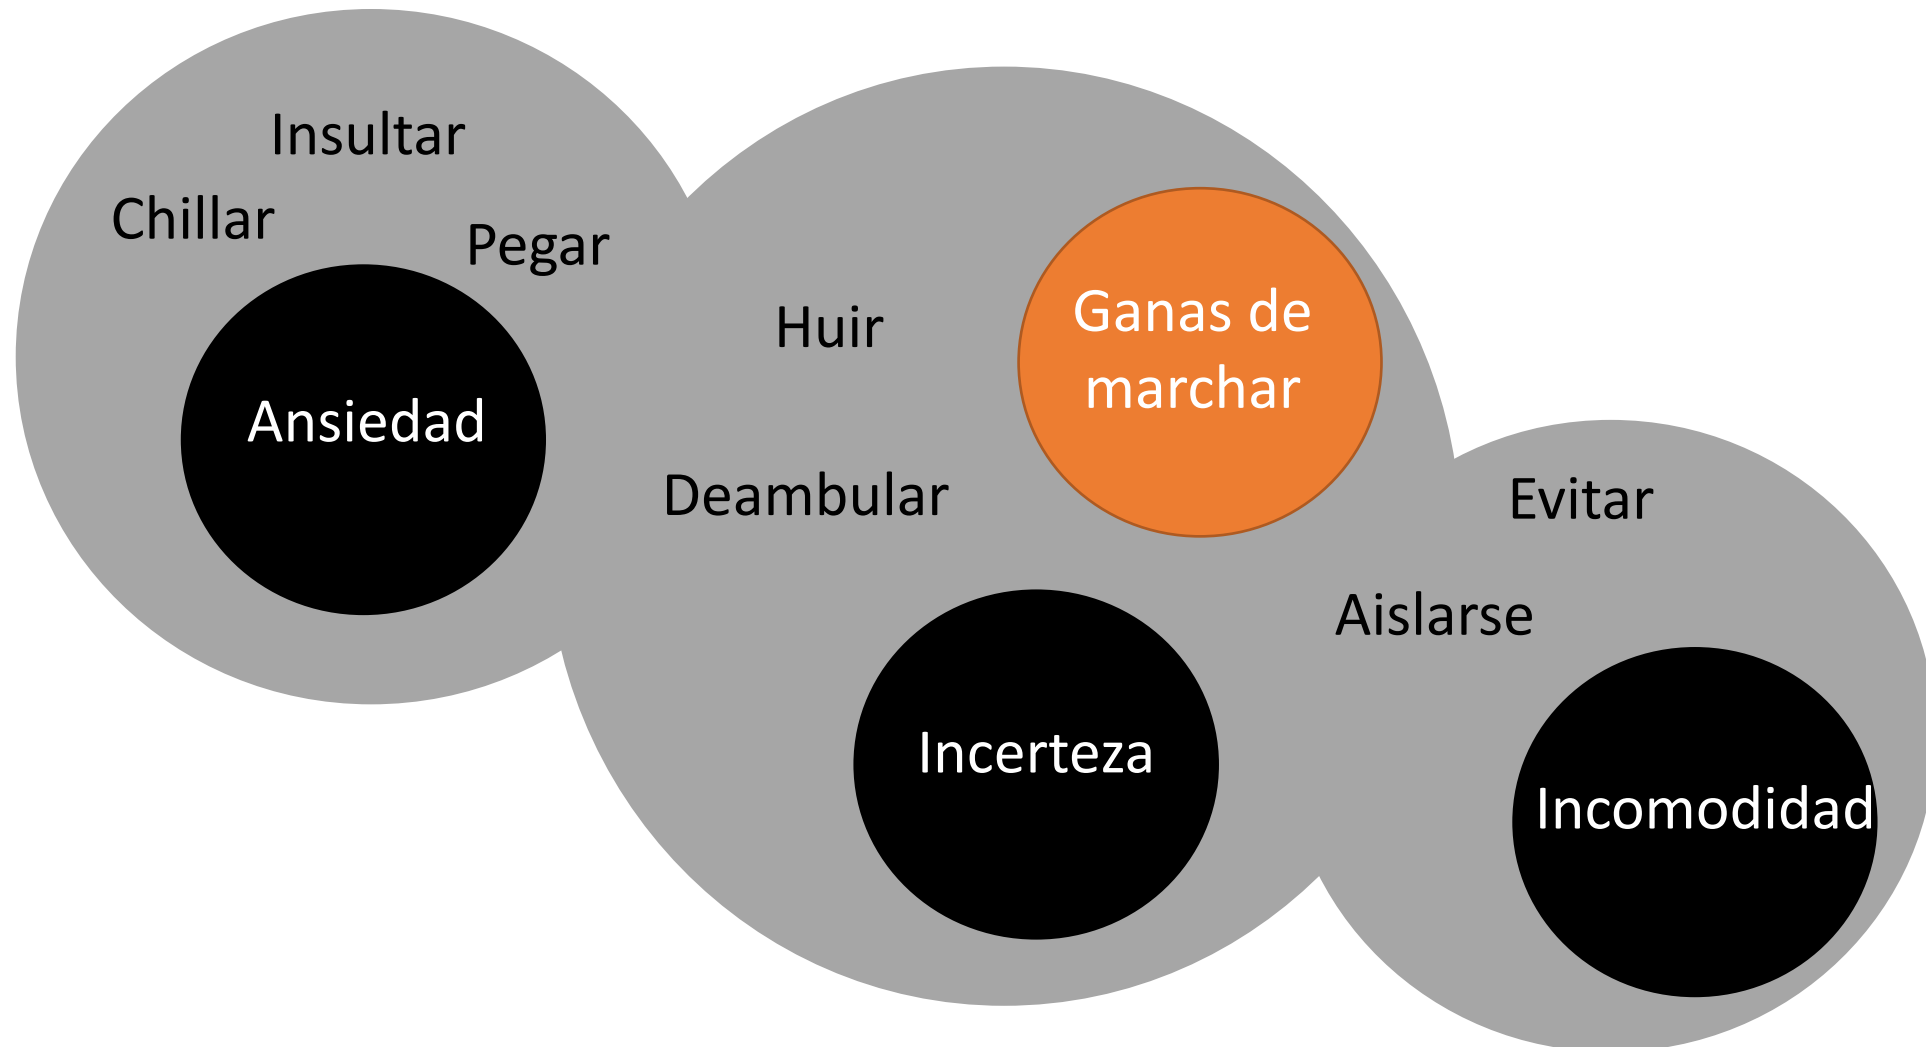 Insultar
Chillar
Pegar
Ansiedad
Huir
Deambular
Ganas de
marchar
Incerteza
Evitar
Aislarse
Incomodidad